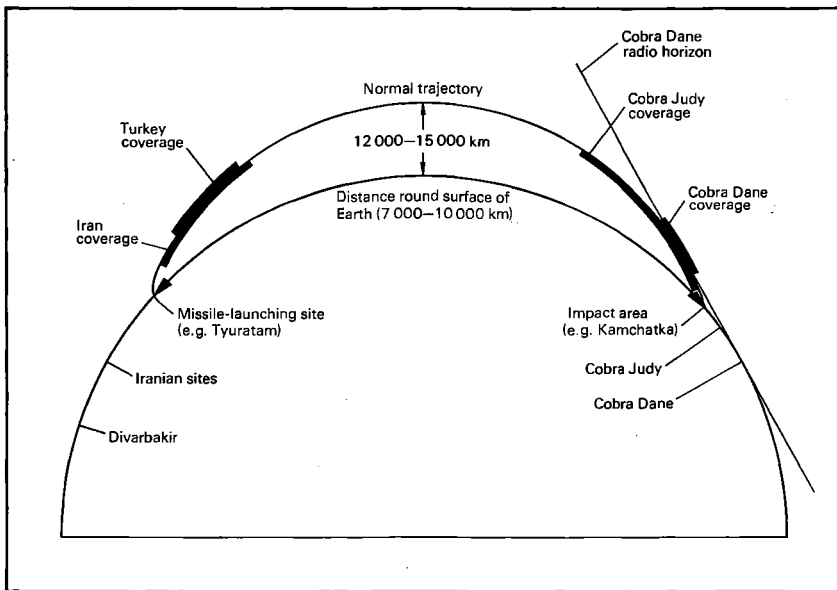 Cobra Dane
radio horizon
Normal trajectory
Cobra Judy
coverage
Turkey
coverage
12 000—15 000 km
Cobra Dane
coverage
Distance round surface of
Earth (7 000—10 000 km)
Iran
coverage
Missile-launching site
(e.g. Tyuratam)
Impact area
(e.g. Kamchatka)
Iranian sites
Cobra Judy
Cobra Dane
Divarbakir